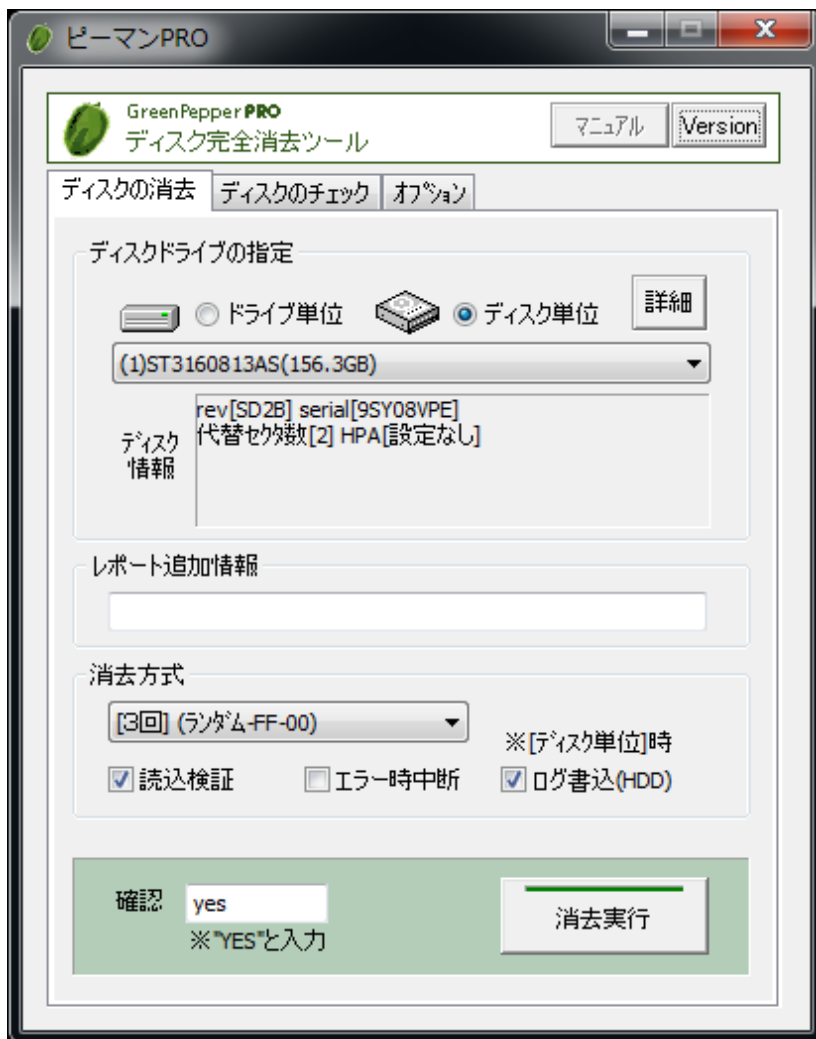 ピーマンPRO
GreenPepperPRO
ディスク完全消去ツール
マニュアル
Version
ディスクの消去
ディスクのチェック
オプション
ディスクドライブの指定
ドライブ単位
ディスク単位
詳細
(1)ST3160813AS(156.3GB)
ディスク
情報
rev[SD2B] serial[9SY08VPE]
代替セクタ数[2] HPA[設定なし]
レポート追加情報
消去方式
[3回] (ランダム-FF-00)
※[ディスク単位]時
読込検証
エラー時中断
ログ書込(HDD)
確認
yes
※"YES"と入力
消去実行